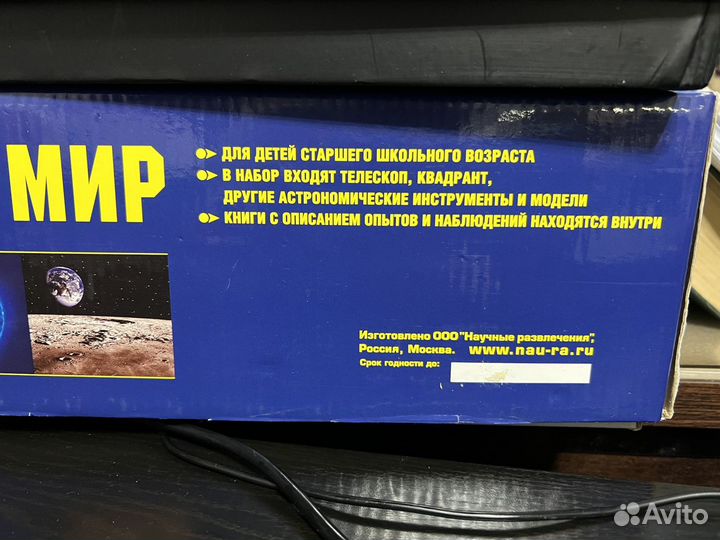 МИР
ДЛЯ ДЕТЕЙ СТАРШЕГО ШКОЛЬНОГО ВОЗРАСТА
В НАБОР ВХОДЯТ ТЕЛЕСКОП, КВАДРАНТ,
ДРУГИЕ АСТРОНОМИЧЕСКИЕ ИНСТРУМЕНТЫ И МОДЕЛИ
КНИГИ С ОПИСАНИЕМ ОПЫТОВ И НАБЛЮДЕНИЙ НАХОДЯТСЯ ВНУТРИ
Изготовлено ООО "Научные развлечения",
Россия, Москва. www.nau-ra.ru
Срок годности до:
Avito